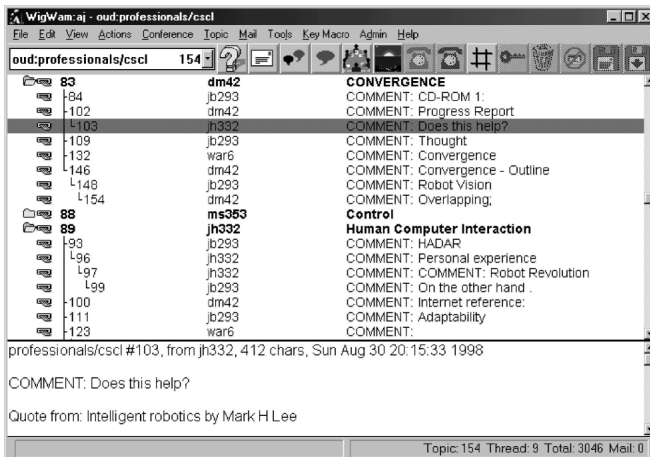 WigWam:aj - oud:professionals/cscl
File Edit View Actions Conference Topic Mail Tools Key Macro Admin Help
oud:professionals/cscl 154
83 dm42 CONVERGENCE
84 jb293 COMMENT: CD-ROM 1:
102 dm42 COMMENT: Progress Report
103 jh332 COMMENT: Does this help?
109 jb293 COMMENT: Thought
132 war6 COMMENT: Convergence
146 dm42 COMMENT: Convergence - Outline
148 jb293 COMMENT: Robot Vision
154 dm42 COMMENT: Overlapping;
88 ms353 Control
89 jh332 Human Computer Interaction
93 jb293 COMMENT: HADAR
96 jh332 COMMENT: Personal experience
97 jh332 COMMENT: COMMENT: Robot Revolution
99 jb293 COMMENT: On the other hand .
100 dm42 COMMENT: Internet reference:
111 jb293 COMMENT: Adaptability
123 war6 COMMENT:
professionals/cscl #103, from jh332, 412 chars, Sun Aug 30 20:15:33 1998
COMMENT: Does this help?
Quote from: Intelligent robotics by Mark H Lee
Topic: 154 Thread: 9 Total: 3046 Mail: 0